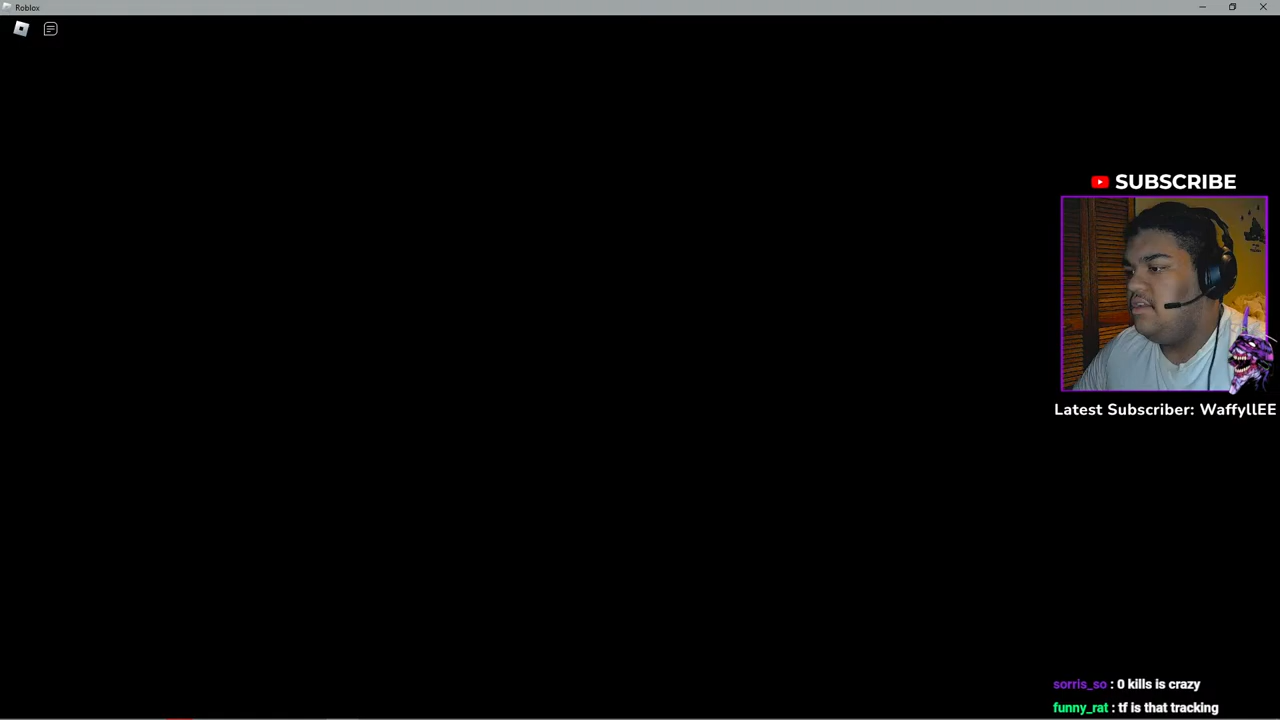 Roblox
SUBSCRIBE
Latest Subscriber: WaffyllEE
sorris_so : 0 kills is crazy
funny_rat : tf is that tracking